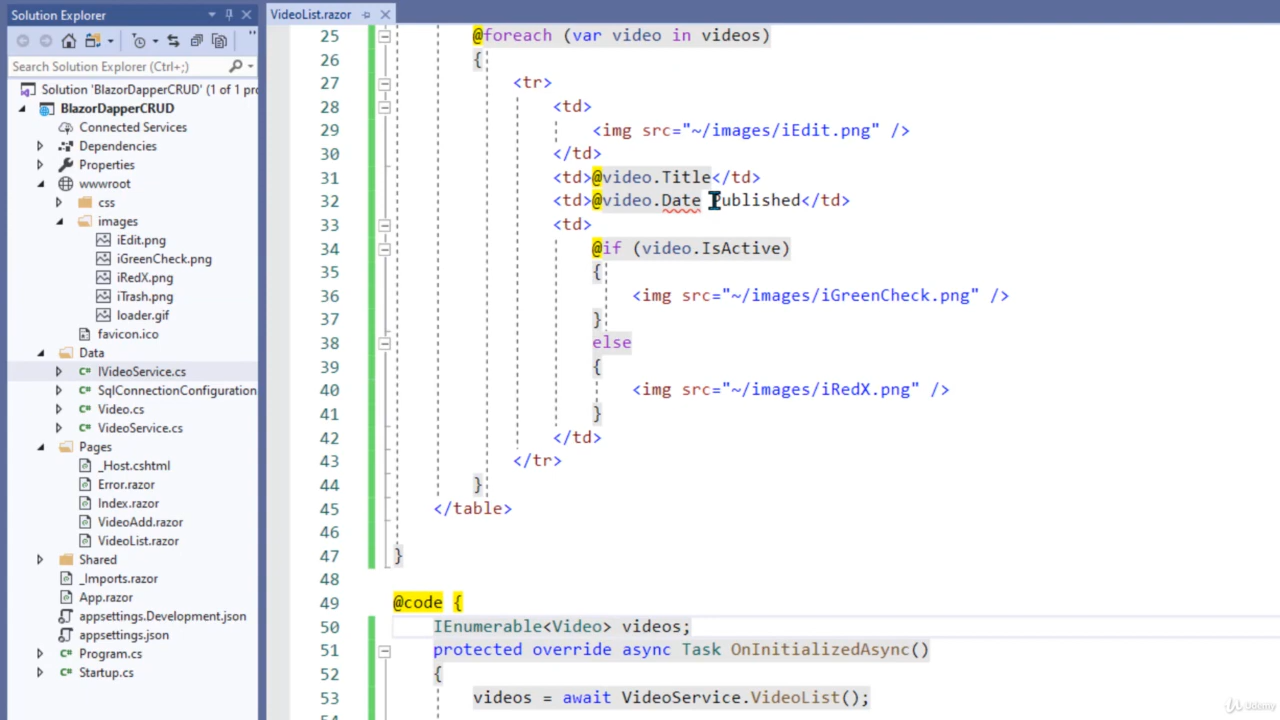 Solution Explorer
Search Solution Explorer (Ctrl+;)
Solution 'BlazorDapperCRUD' (1 of 1 pro
BlazorDapperCRUD
Connected Services
Dependencies
Properties
wwwroot
css
images
iEdit.png
iGreenCheck.png
iRedX.png
iTrash.png
loader.gif
favicon.ico
Data
IVideoService.cs
SqlConnectionConfiguration
Video.cs
VideoService.cs
Pages
_Host.cshtml
Error.razor
Index.razor
VideoAdd.razor
VideoList.razor
Shared
_Imports.razor
App.razor
appsettings.Development.json
appsettings.json
Program.cs
Startup.cs
VideoList.razor
25 @foreach (var video in videos)
26 {
27 <tr>
28 <td>
29 <img src="~/images/iEdit.png" />
30 </td>
31 <td>@video.Title</td>
32 <td>@video.Date Published</td>
33 <td>
34 @if (video.IsActive)
35 {
36 <img src="~/images/iGreenCheck.png" />
37 }
38 else
39 {
40 <img src="~/images/iRedX.png" />
41 }
42 </td>
43 </tr>
44 }
45 </table>
46
47 }
48
49 @code {
50 IEnumerable<Video> videos;
51 protected override async Task OnInitializedAsync()
52 {
53 videos = await VideoService.VideoList();
Udemy